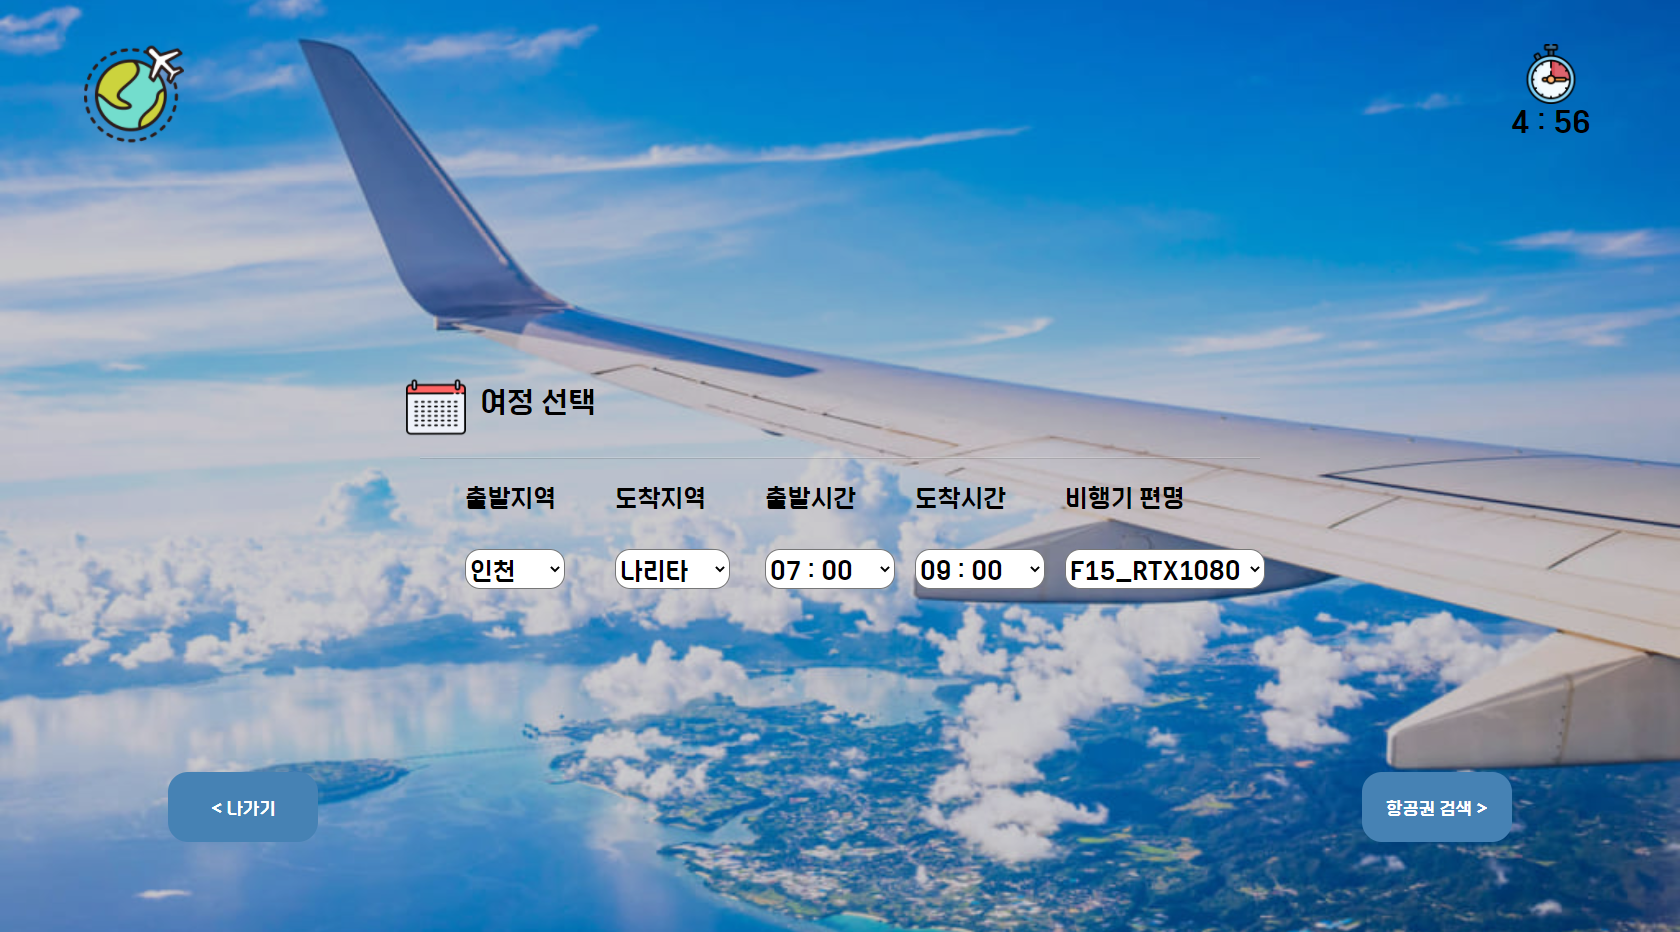 4 : 56
여정 선택
출발지역 도착지역 출발시간 도착시간 비행기 편명
인천 나리타 07 : 00 09 : 00 F15_RTX1080
< 나가기 항공권 검색 >